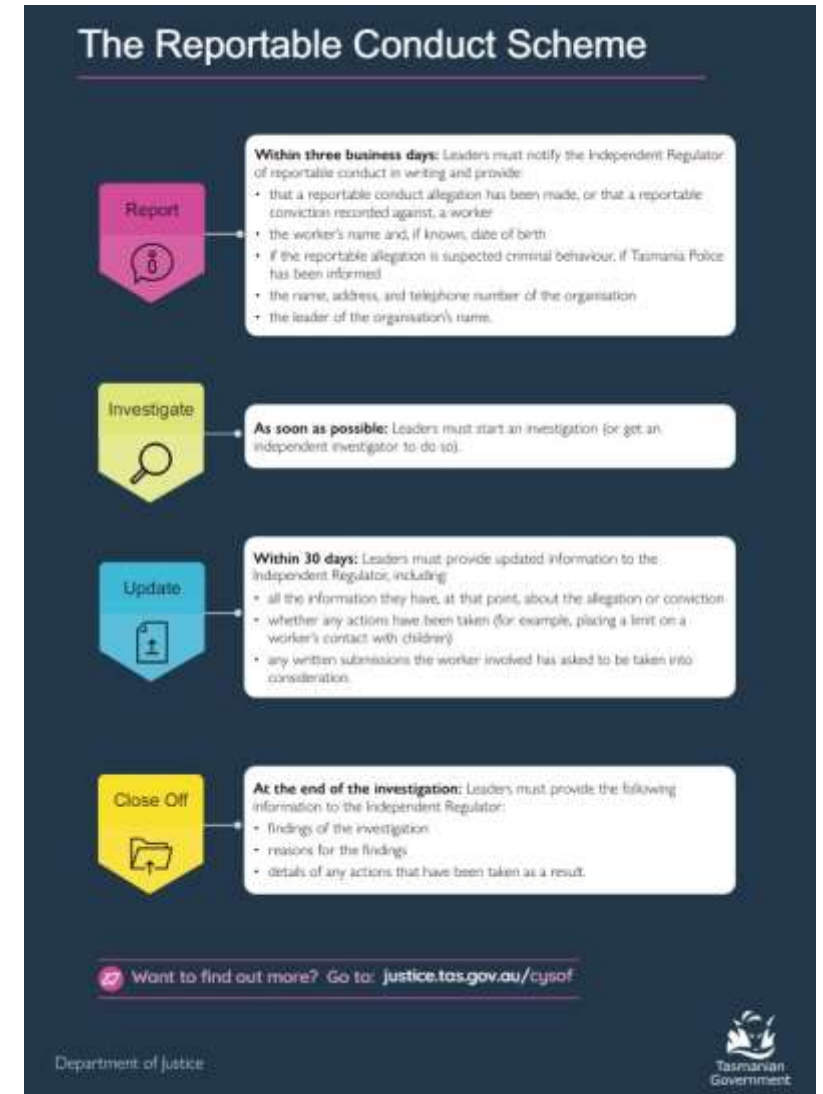 The Reportable Conduct Scheme
Report
Within three business days: Leaders must notify the Independent Regulator
of reportable conduct in writing and provide:
• that a reportable conduct allegation has been made, or that a reportable
conviction recorded against, a worker
• the worker's name and, if known, date of birth
• if the reportable allegation is suspected criminal behaviour, if Tasmania Police
has been informed
• the name, address, and telephone number of the organisation
• the leader of the organisation's name.
Investigate
As soon as possible: Leaders must start an investigation (or get an
independent investigator to do so).
Update
Within 30 days: Leaders must provide updated information to the
Independent Regulator, including:
• all the information they have, at that point, about the allegation or conviction
• whether any actions have been taken (for example, placing a limit on a
worker's contact with children)
• any written submissions the worker involved has asked to be taken into
consideration.
Close Off
At the end of the investigation: Leaders must provide the following
information to the Independent Regulator:
• findings of the investigation
• reasons for the findings
• details of any actions that have been taken as a result.
Want to find out more? Go to: justice.tas.gov.au/cysof
Department of Justice
Tasmanian
Government